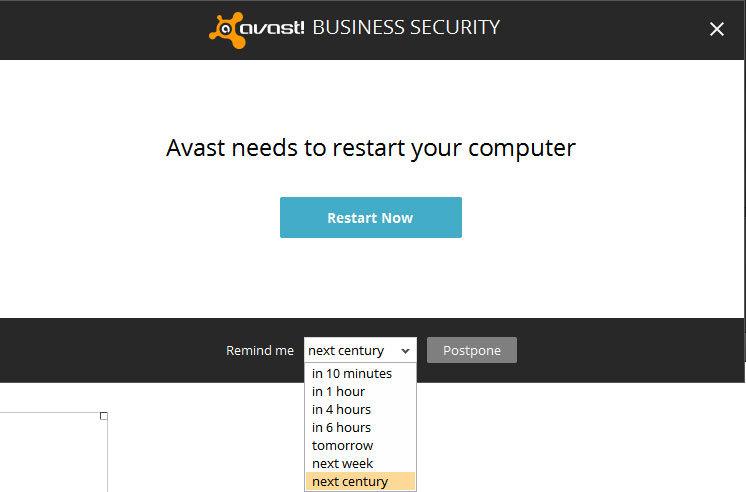 avast! BUSINESS SECURITY
Avast needs to restart your computer
Restart Now
Remind me next century Postpone
in 10 minutes
in 1 hour
in 4 hours
in 6 hours
tomorrow
next week
next century